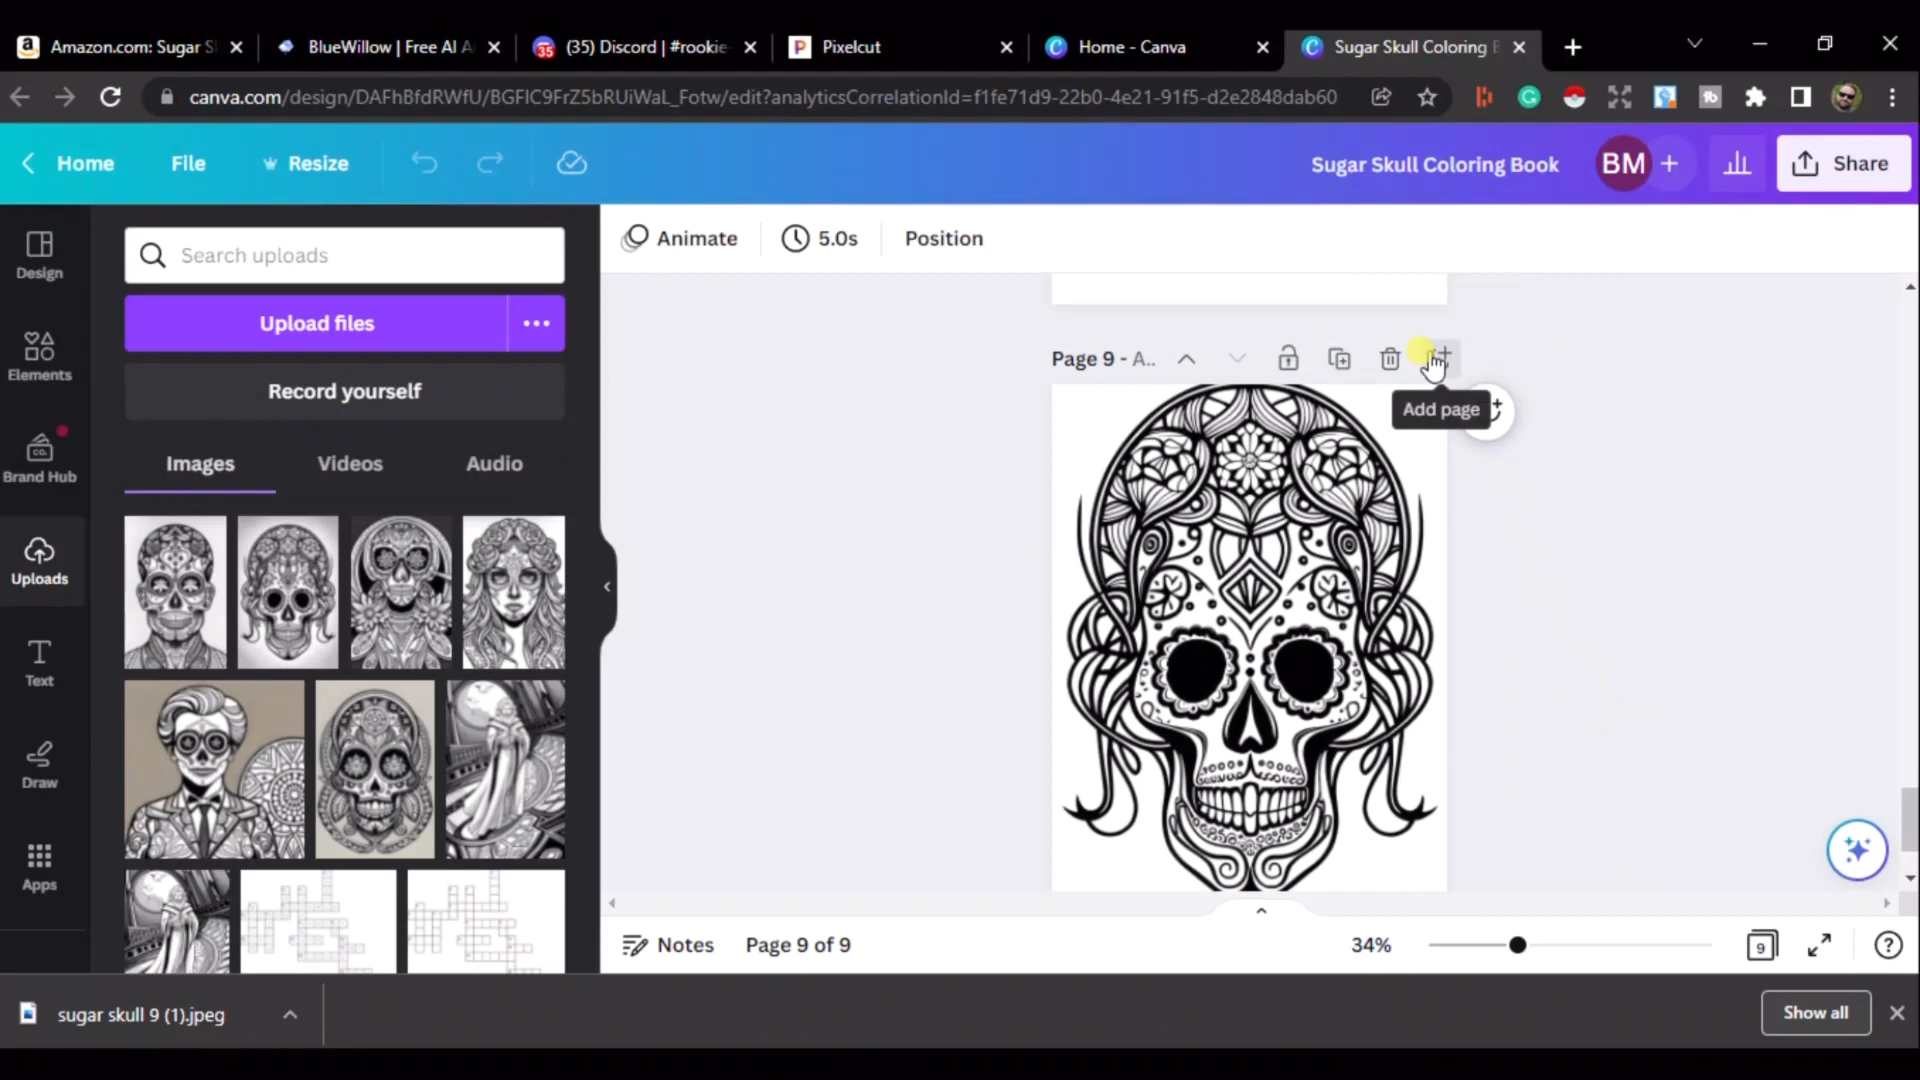 Amazon.com: Sugar S
BlueWillow | Free AI A
(35) Discord | #rookie-
Pixelcut
Home - Canva
Sugar Skull Coloring B
canva.com/design/DAFhBfdRWfU/BGFIC9FrZ5bRUiWaL_Fotw/edit?analyticsCorrelationId=f1fe71d9-22b0-4e21-91f5-d2e2848dab60
Home
File
Resize
Sugar Skull Coloring Book
BM
Share
Design
Elements
Brand Hub
Uploads
Text
Draw
Apps
Search uploads
Upload files
Record yourself
Images
Videos
Audio
Animate
5.0s
Position
Page 9 - A..
Add page
Notes
Page 9 of 9
34%
9
sugar skull 9 (1).jpeg
Show all